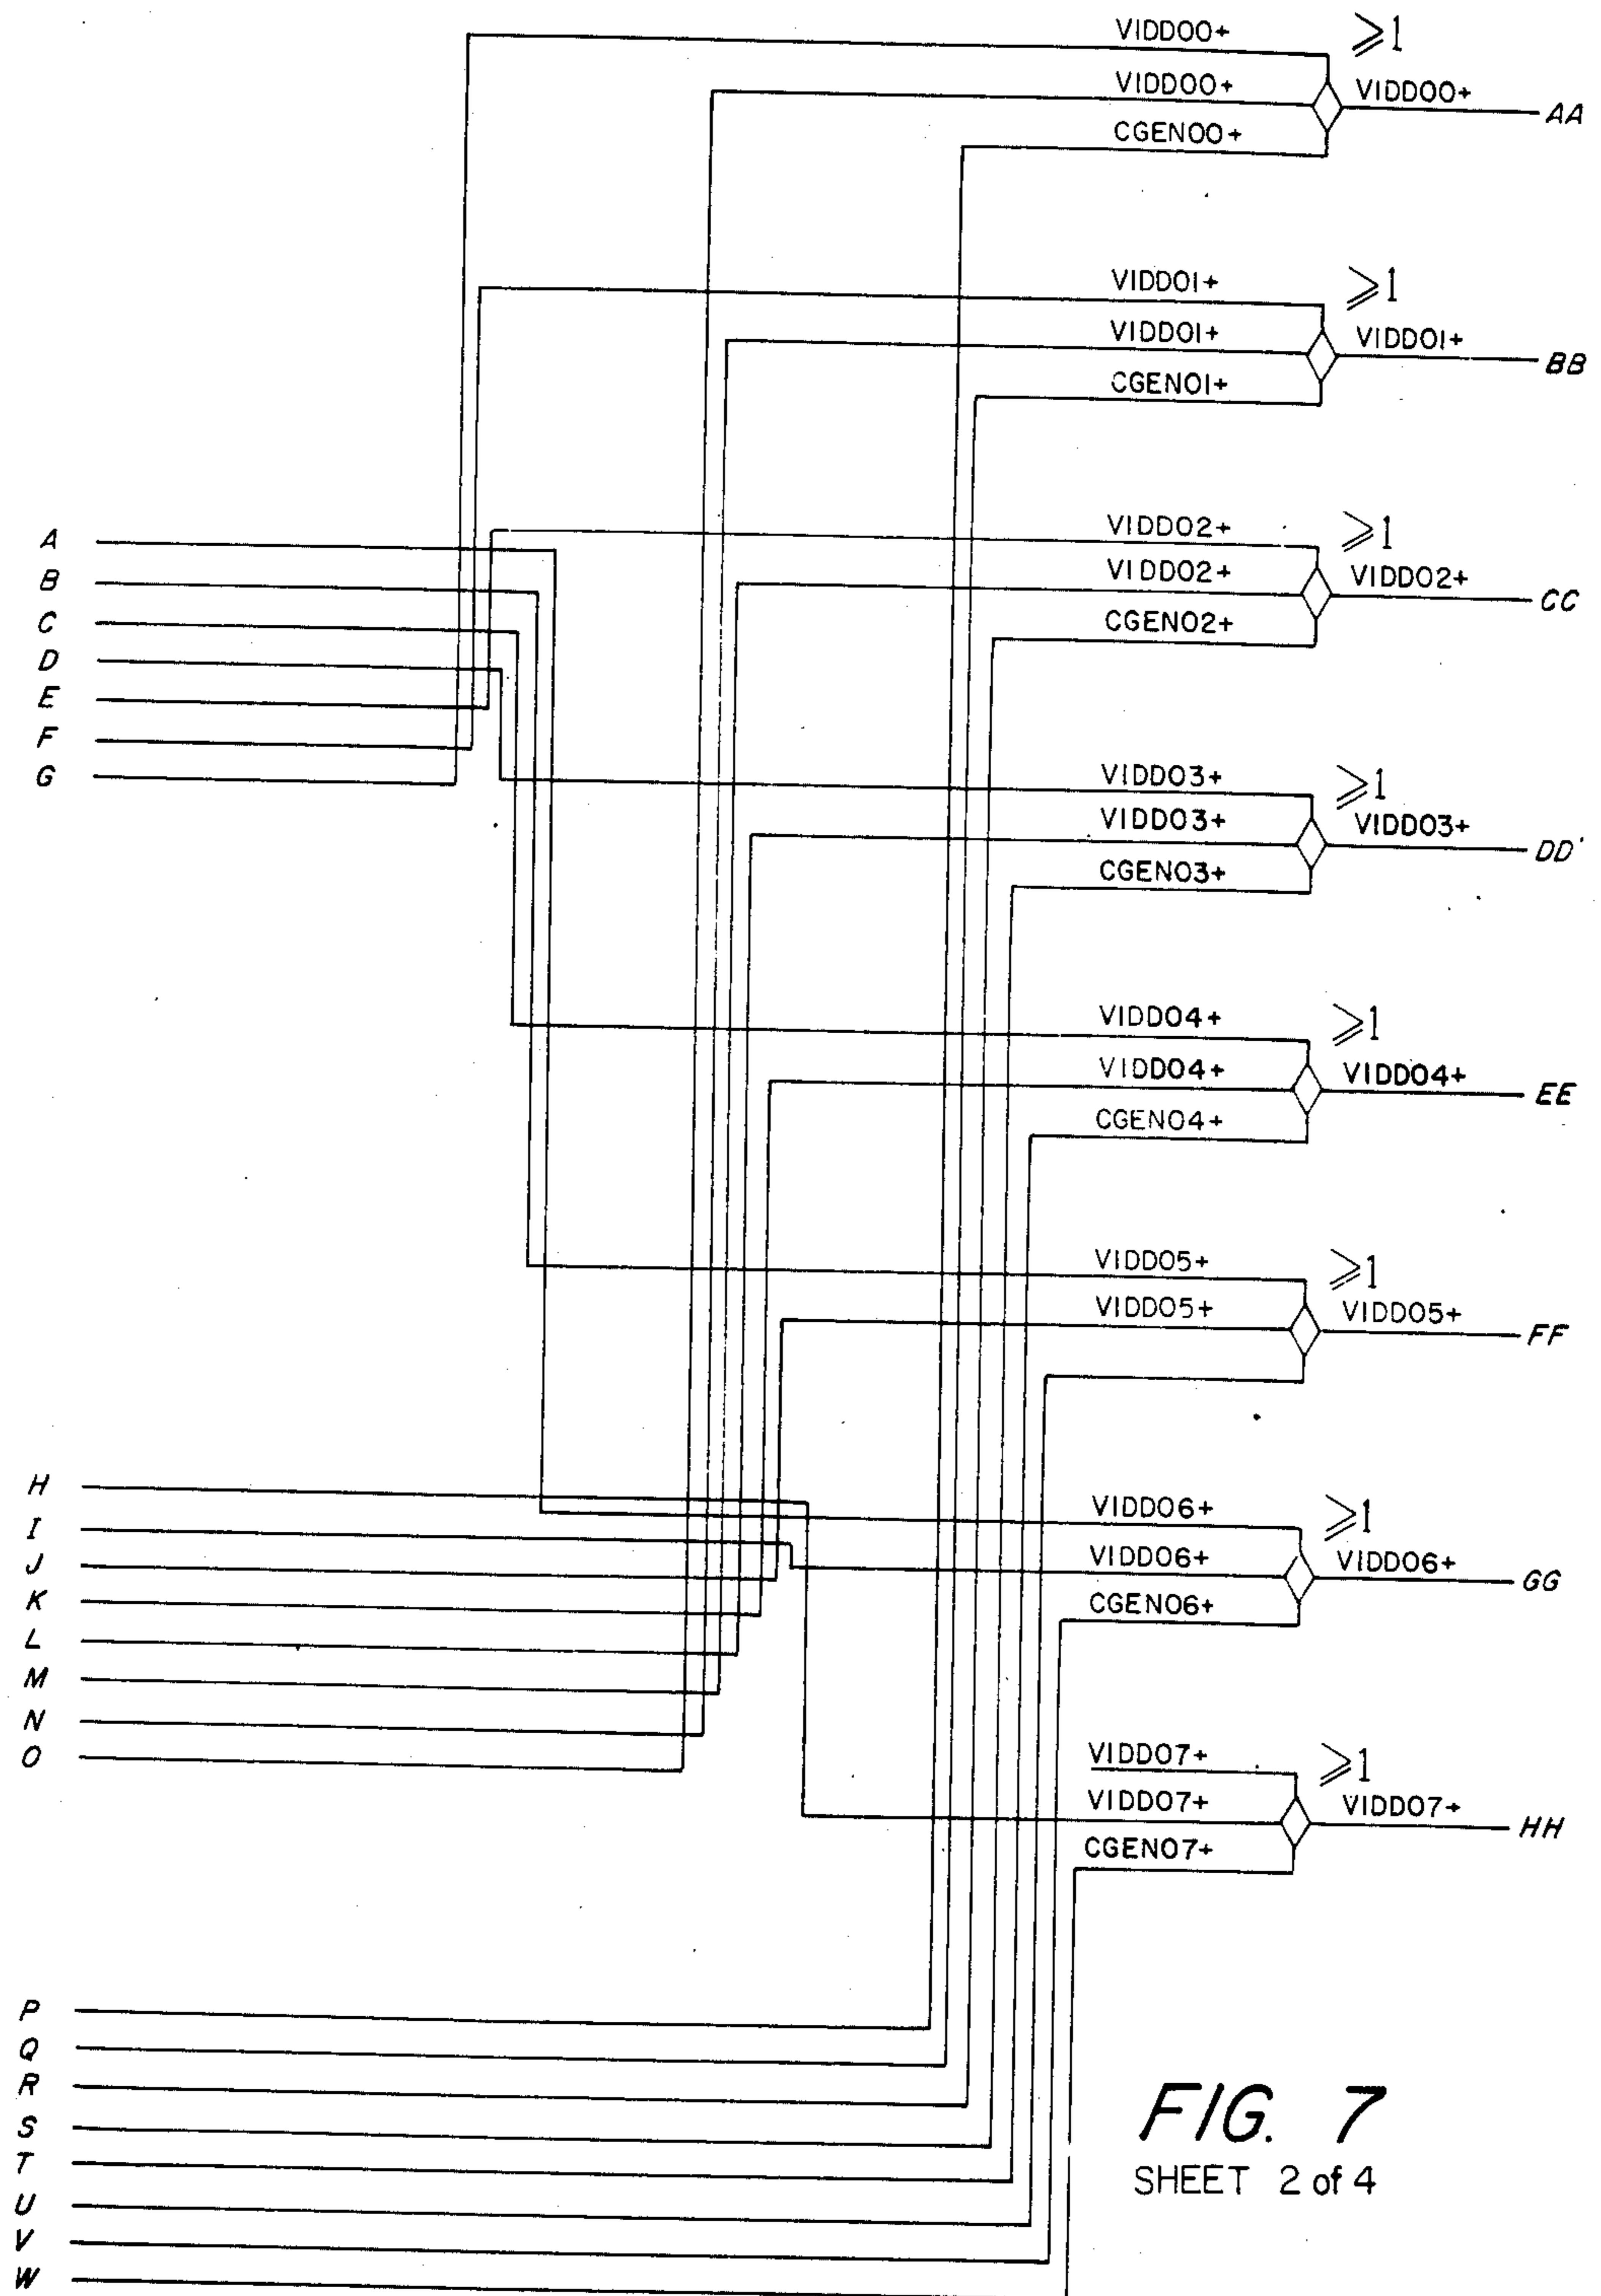 VIDD00+ ≥1
VIDD00+ VIDD00+ AA
CGEN00+
VIDD01+ ≥1
VIDD01+ VIDD01+ BB
CGEN01+
VIDD02+ ≥1
A
VIDD02+ VIDD02+ CC
B
CGEN02+
C
D
E
F
G
VIDD03+ ≥1
VIDD03+ VIDD03+ DD'
CGEN03+
VIDD04+ ≥1
VIDD04+ VIDD04+ EE
CGEN04+
VIDD05+ ≥1
VIDD05+ VIDD05+ FF
H
VIDD06+ ≥1
I
VIDD06+ VIDD06+ GG
J
K
CGEN06+
L
M
N
O
VIDD07+ ≥1
VIDD07+ VIDD07+ HH
CGEN07+
P
Q
R
S
T
U
V
W
FIG. 7
SHEET 2 of 4